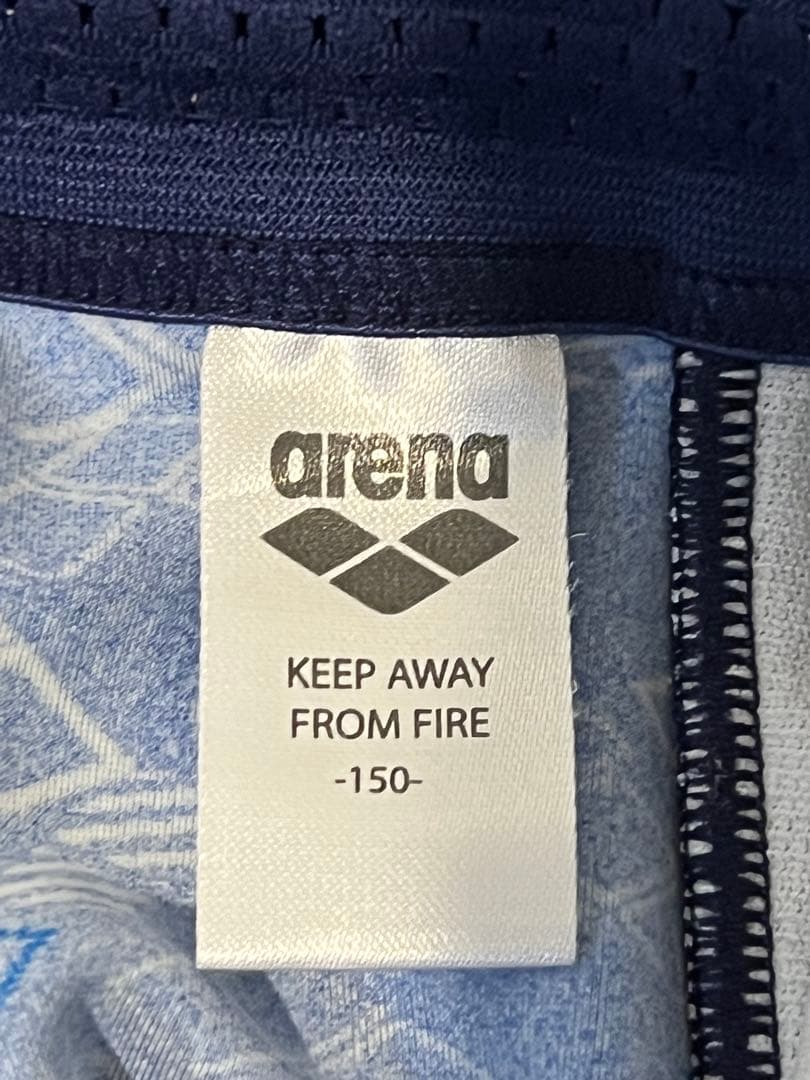 arena
KEEP AWAY
FROM FIRE
-150-